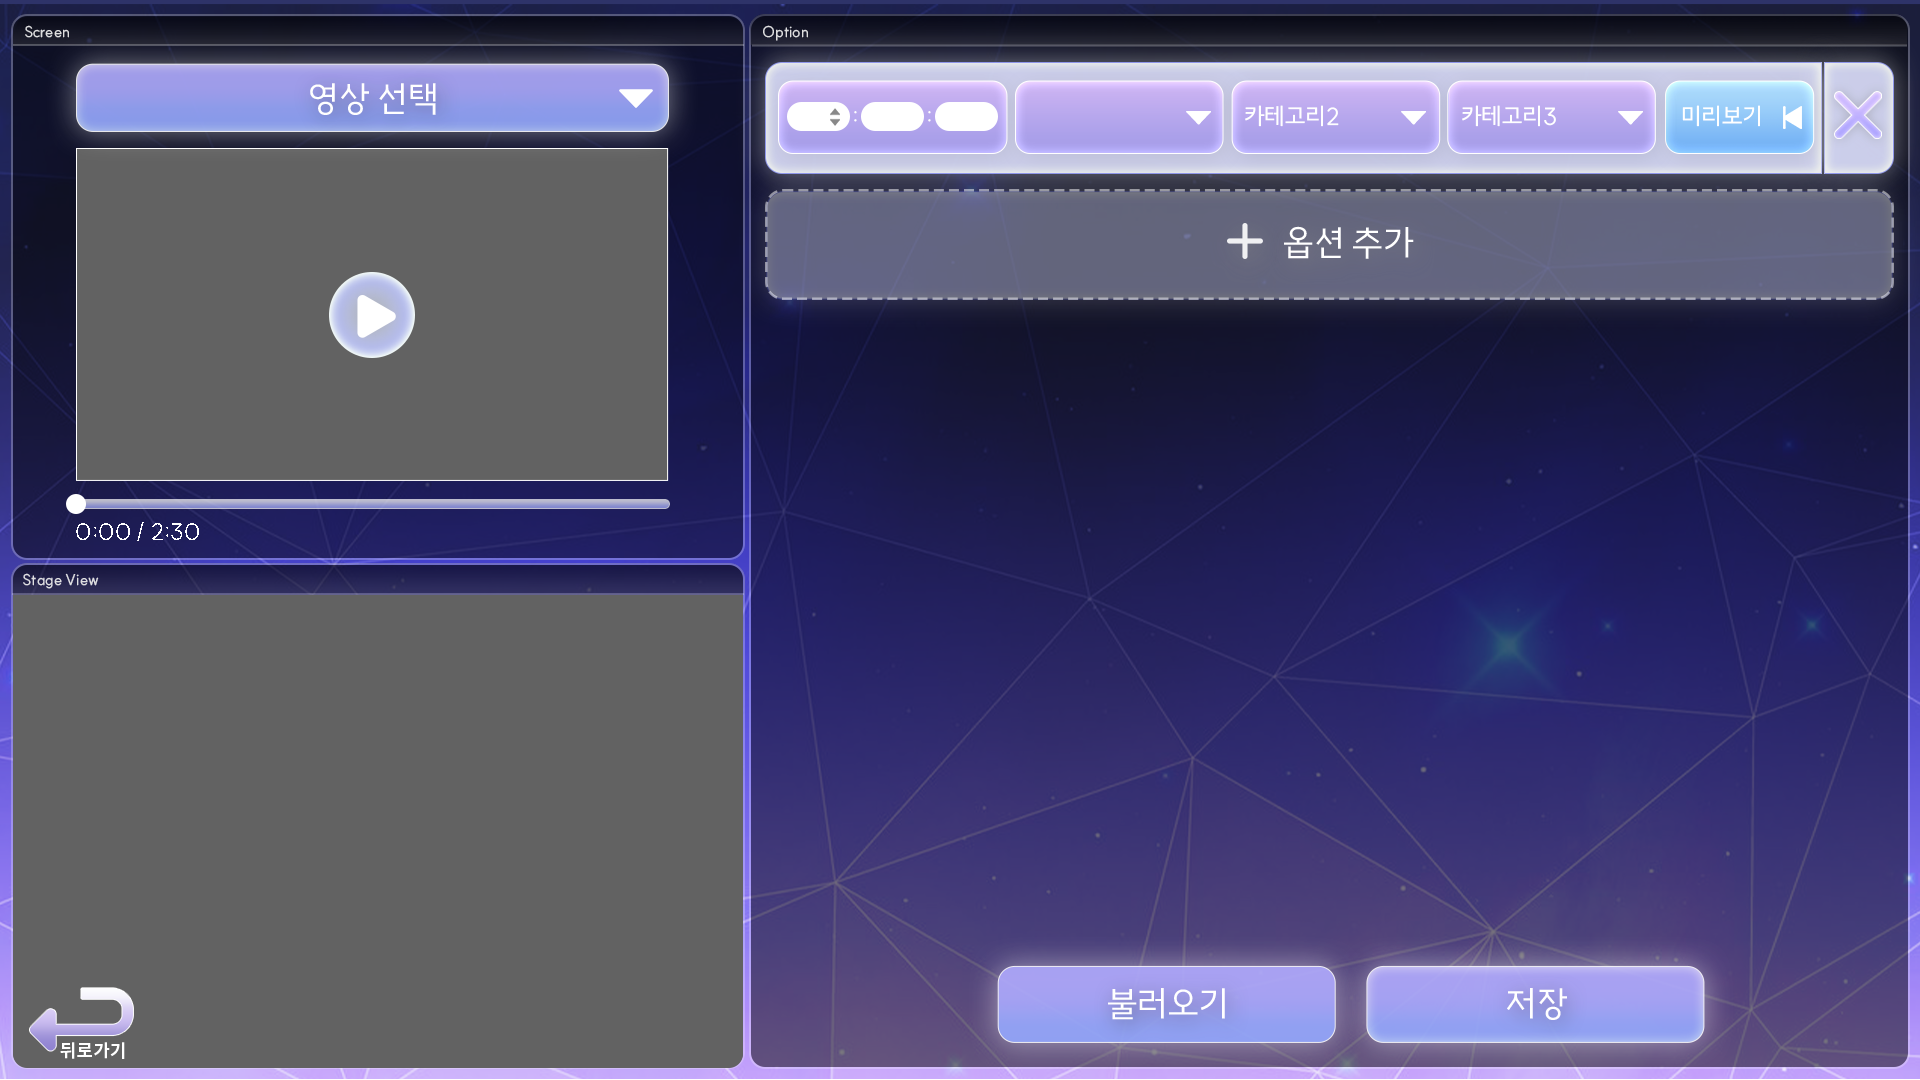 Screen
영상 선택
0:00 / 2:30
Stage View
뒤로가기
Option
: :
카테고리2
카테고리3
미리보기
옵션 추가
불러오기
저장